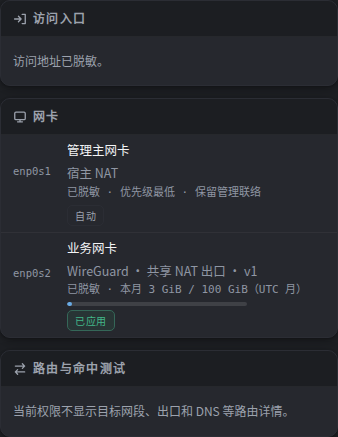 访问入口
访问地址已脱敏。
网卡
enp0s1
管理主网卡
宿主 NAT
已脱敏 · 优先级最低 · 保留管理联络
自动
enp0s2
业务网卡
WireGuard · 共享 NAT 出口 · v1
已脱敏 · 本月 3 GiB / 100 GiB（UTC 月）
已应用
路由与命中测试
当前权限不显示目标网段、出口和 DNS 等路由详情。